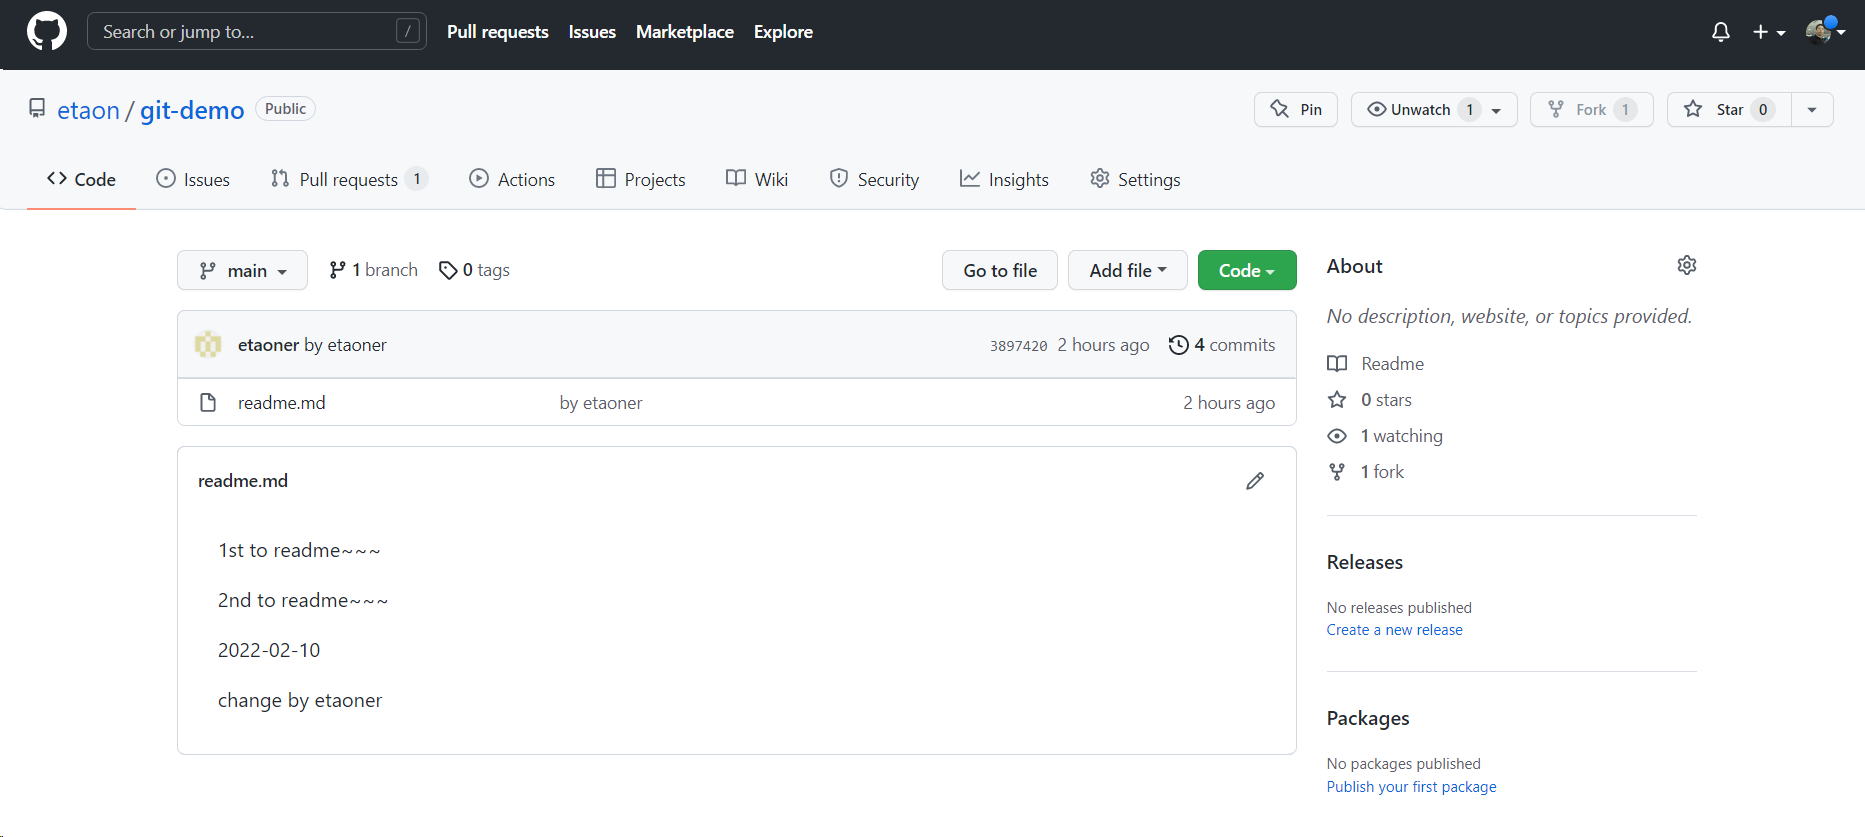 Search or jump to... / Pull requests Issues Marketplace Explore
etaon / git-demo Public Pin Unwatch 1 Fork 1 Star 0
Code Issues Pull requests 1 Actions Projects Wiki Security Insights Settings
main 1 branch 0 tags Go to file Add file Code
etaoner by etaoner 3897420 2 hours ago 4 commits
readme.md by etaoner 2 hours ago
readme.md
1st to readme~~~
2nd to readme~~~
2022-02-10
change by etaoner
About
No description, website, or topics provided.
Readme
0 stars
1 watching
1 fork
Releases
No releases published
Create a new release
Packages
No packages published
Publish your first package